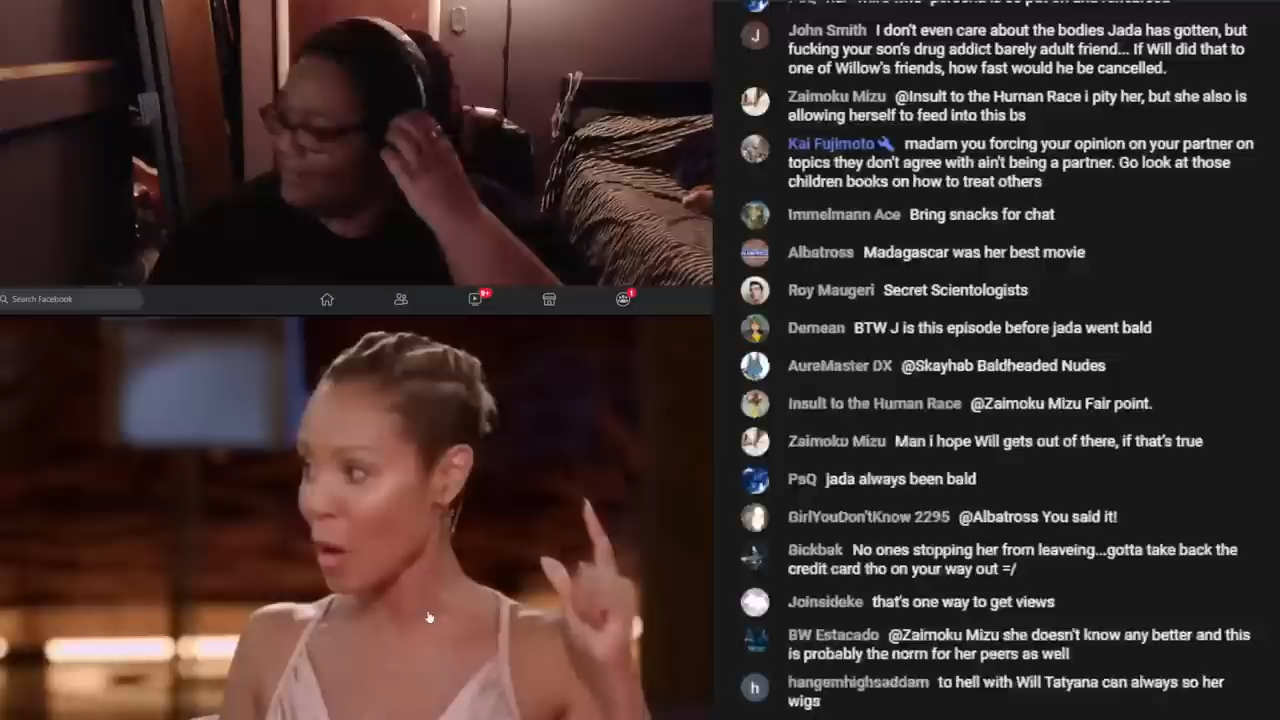 Search Facebook
9+
1
John Smith I don't even care about the bodies Jada has gotten, but
fucking your son's drug addict barely adult friend... If Will did that to
one of Willow's friends, how fast would he be cancelled.
Zaimoku Mizu @Insult to the Human Race i pity her, but she also is
allowing herself to feed into this bs
Kai Fujimoto madam you forcing your opinion on your partner on
topics they don't agree with ain't being a partner. Go look at those
children books on how to treat others
Immelmann Ace Bring snacks for chat
Albatross Madagascar was her best movie
Roy Maugeri Secret Scientologists
Demean BTW J is this episode before jada went bald
AureMaster DX @Skayhab Baldheaded Nudes
Insult to the Human Race @Zaimoku Mizu Fair point.
Zaimoku Mizu Man i hope Will gets out of there, if that's true
PsQ jada always been bald
GirlYouDon'tKnow 2295 @Albatross You said it!
Bickbak No ones stopping her from leaveing...gotta take back the
credit card tho on your way out =/
Joinsideke that's one way to get views
BW Estacado @Zaimoku Mizu she doesn't know any better and this
is probably the norm for her peers as well
hangemhighsaddam to hell with Will Tatyana can always so her
wigs